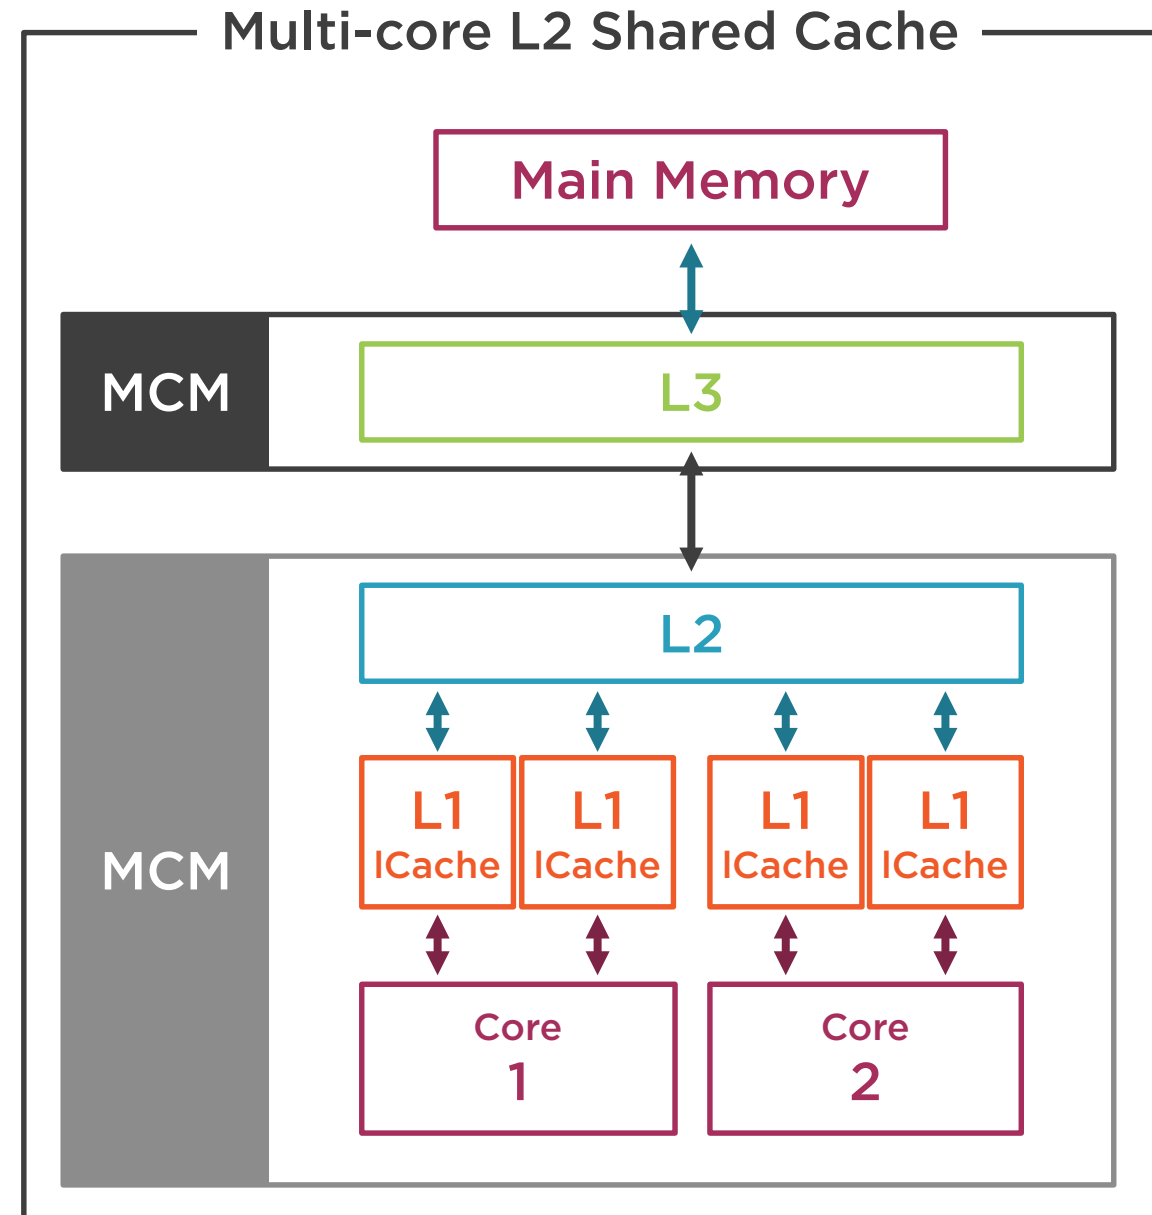 Multi-core L2 Shared Cache
Main Memory
MCM
L3
L2
MCM
L1
ICache
L1
ICache
L1
ICache
L1
ICache
Core
1
Core
2